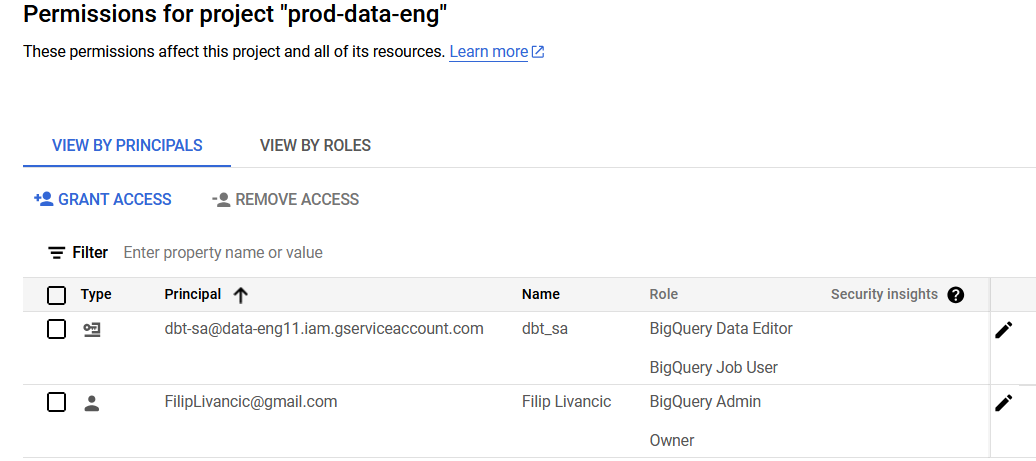 Permissions for project "prod-data-eng"
These permissions affect this project and all of its resources. Learn more
VIEW BY PRINCIPALS VIEW BY ROLES
GRANT ACCESS REMOVE ACCESS
Filter Enter property name or value
Type Principal Name Role Security insights ?
dbt-sa@data-eng11.iam.gserviceaccount.com dbt_sa BigQuery Data Editor
BigQuery Job User
FilipLivancic@gmail.com Filip Livancic BigQuery Admin
Owner